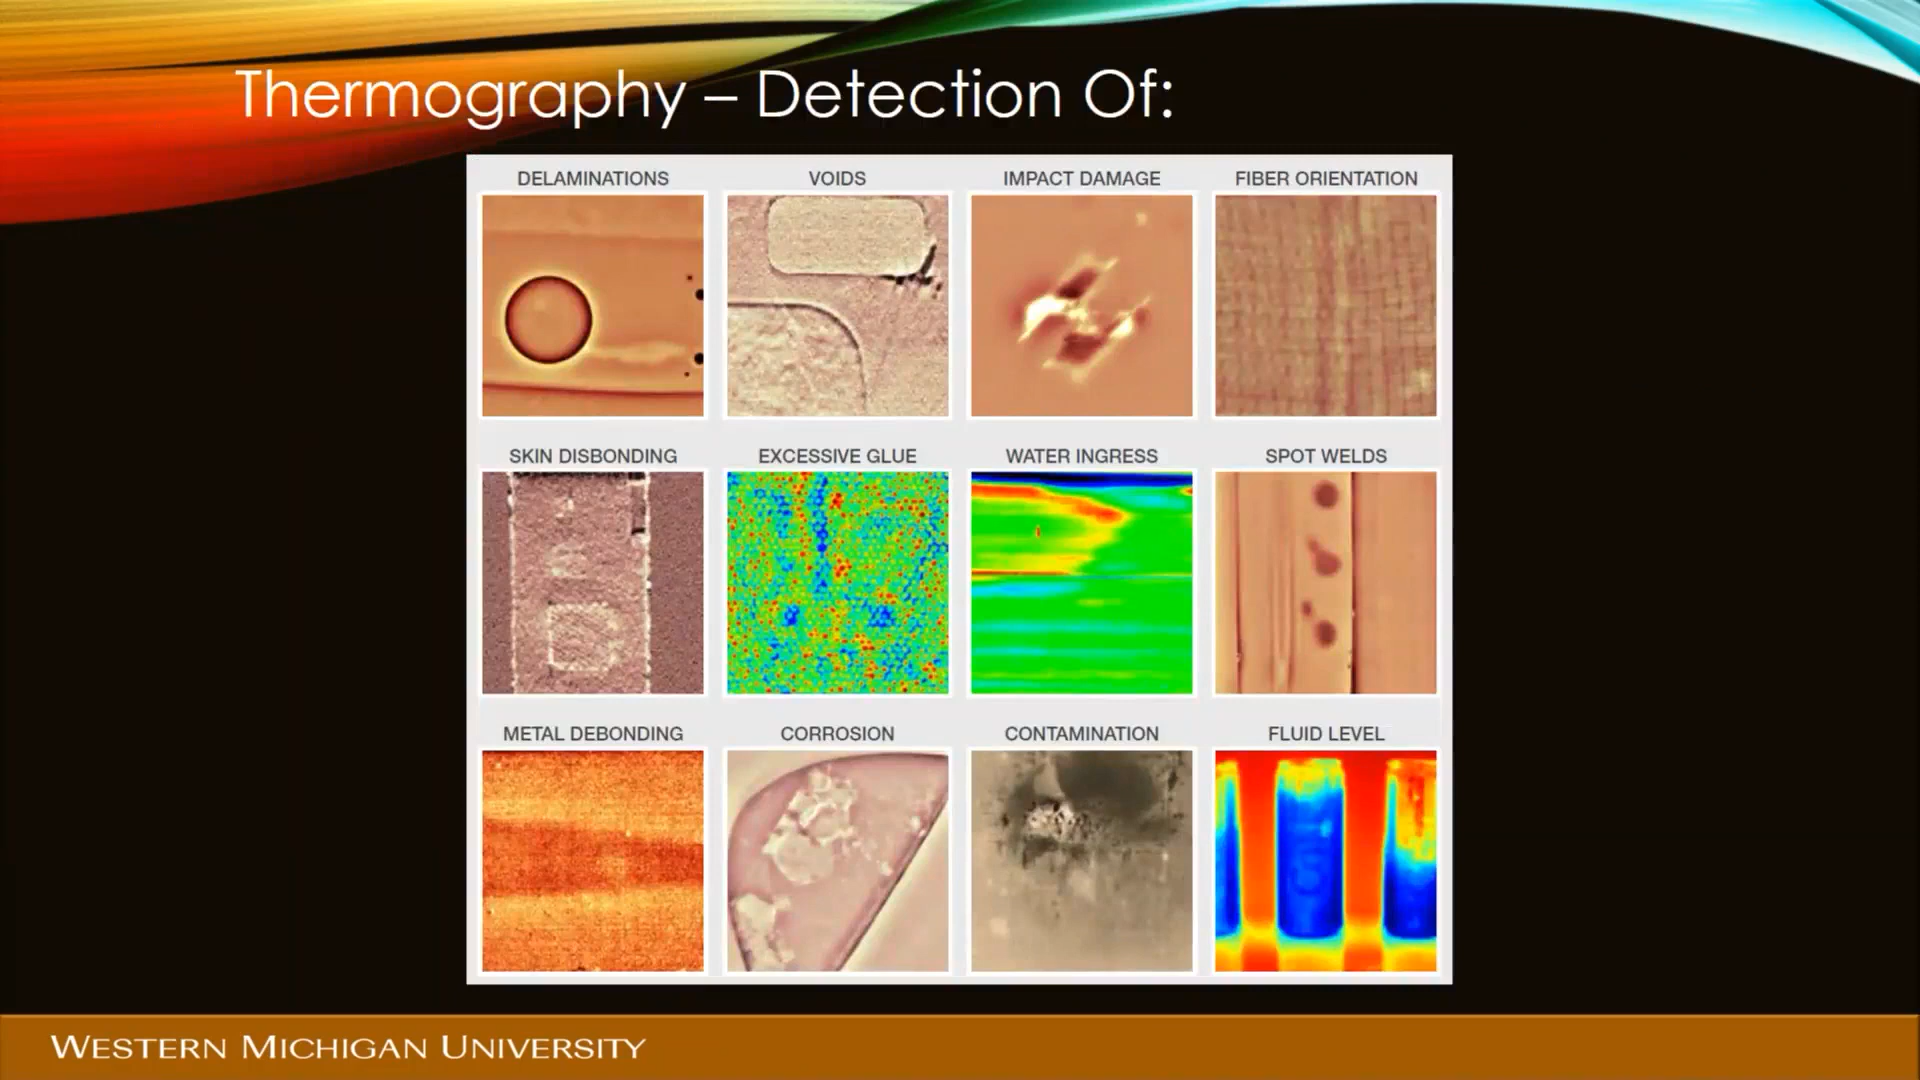 Thermography – Detection Of:
DELAMINATIONS VOIDS IMPACT DAMAGE FIBER ORIENTATION
SKIN DISBONDING EXCESSIVE GLUE WATER INGRESS SPOT WELDS
METAL DEBONDING CORROSION CONTAMINATION FLUID LEVEL
WESTERN MICHIGAN UNIVERSITY